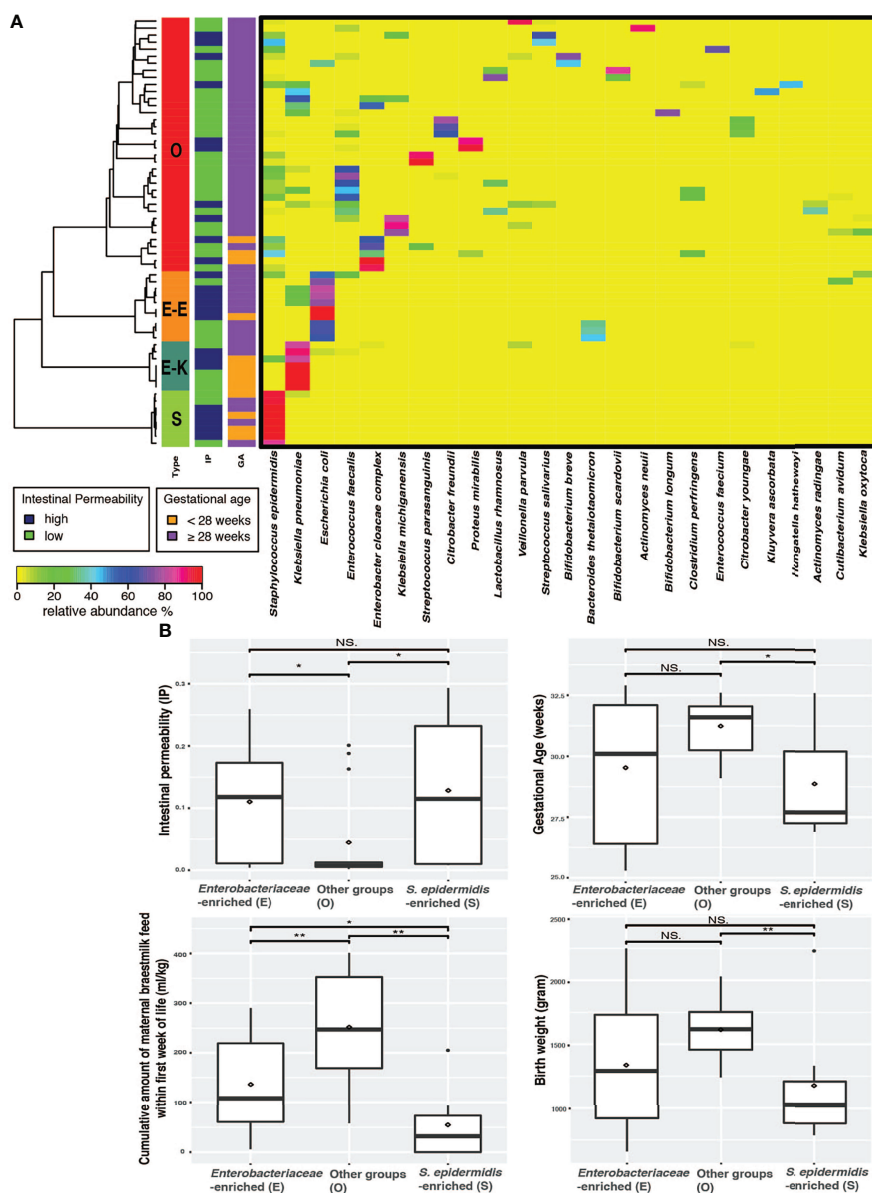 A
O
E-E
E-K
S
Type
IP
GA
Staphylococcus epidermidis
Klebsiella pneumoniae
Escherichia coli
Enterococcus faecalis
Enterobacter cloacae complex
Klebsiella michiganensis
Streptococcus parasanguinis
Citrobacter freundii
Proteus mirabilis
Lactobacillus rhamnosus
Veillonella parvula
Streptococcus salivarius
Bifidobacterium breve
Bacteroides thetaiotaomicron
Bifidobacterium scardovii
Actinomyces neuii
Bifidobacterium longum
Clostridium perfringens
Enterococcus faecium
Citrobacter youngae
Kluyvera ascorbata
Hungatella hathewayi
Actinomyces radingae
Cutibacterium avidum
Klebsiella oxytoca
Intestinal Permeability
high
low
Gestational age
< 28 weeks
≥ 28 weeks
0 20 40 60 80 100
relative abundance %
B
NS.
*
*
Intestinal permeability (IP)
0.3
0.2
0.1
0.0
Enterobacteriaceae
-enriched (E)
Other groups
(O)
S. epidermidis
-enriched (S)
NS.
NS.
*
Gestational Age (weeks)
32.5
30.0
27.5
25.0
Enterobacteriaceae
-enriched (E)
Other groups
(O)
S. epidermidis
-enriched (S)
*
**
**
Cumulative amount of maternal braestmilk feed
within first week of life (ml/kg)
400
300
200
100
0
Enterobacteriaceae
-enriched (E)
Other groups
(O)
S. epidermidis
-enriched (S)
NS.
NS.
**
Birth weight (gram)
2500
2000
1500
1000
Enterobacteriaceae
-enriched (E)
Other groups
(O)
S. epidermidis
-enriched (S)